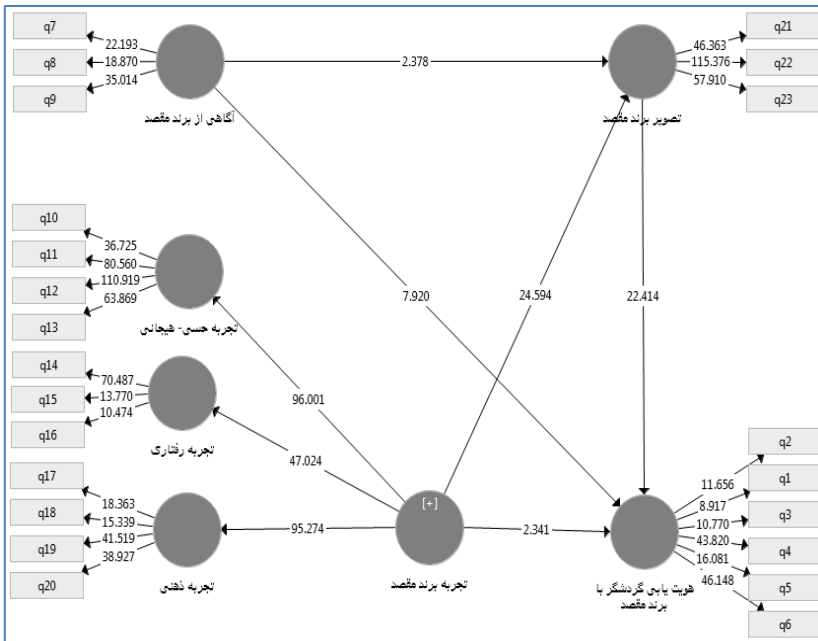 q7
q8
q9
22.193
18.870
35.014
آگاهی از برند مقصد
2.378
q21
q22
q23
46.363
115.376
57.910
تصویر برند مقصد
q10
q11
q12
q13
36.725
80.560
110.919
63.869
تجربه حسی- هیجانی
7.920
24.594
22.414
q14
q15
q16
70.487
13.770
10.474
تجربه رفتاری
96.001
47.024
q17
q18
q19
q20
18.363
15.339
41.519
38.927
تجربه ذهنی
95.274
[+]
تجربه برند مقصد
2.341
q2
q1
q3
q4
q5
q6
11.656
8.917
10.770
43.820
16.081
46.148
هویت یابی گردشگر با
برند مقصد